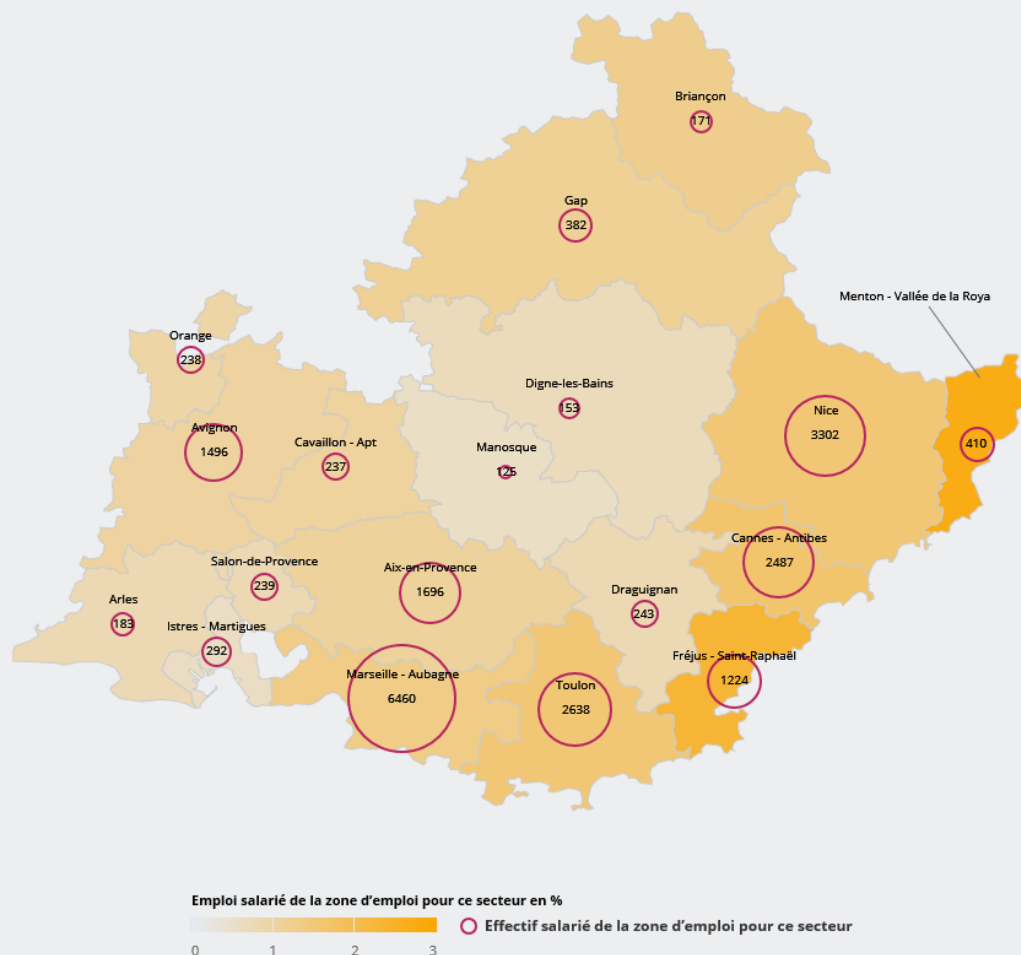 Briançon
171
Gap
382
Menton - Vallée de la Roya
Orange
238
Digne-les-Bains
153
Nice
3302
Avignon
1496
Cavaillon - Apt
237
Manosque
125
410
Cannes - Antibes
2487
Salon-de-Provence
239
Aix-en-Provence
1696
Draguignan
243
Arles
183
Istres - Martigues
292
Fréjus - Saint-Raphaël
1224
Marseille - Aubagne
6460
Toulon
2638
Emploi salarié de la zone d’emploi pour ce secteur en %
Effectif salarié de la zone d’emploi pour ce secteur
0 1 2 3